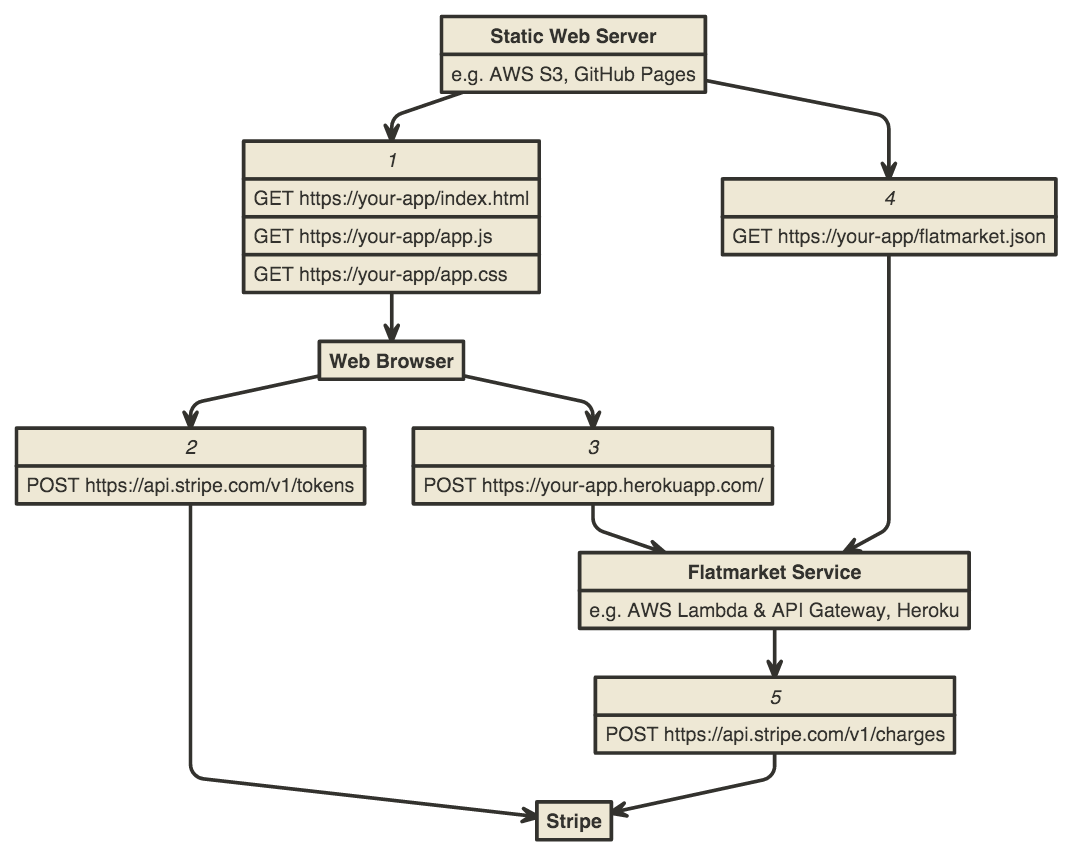 Static Web Server
e.g. AWS S3, GitHub Pages
1
GET https://your-app/index.html
GET https://your-app/app.js
GET https://your-app/app.css
4
GET https://your-app/flatmarket.json
Web Browser
2
POST https://api.stripe.com/v1/tokens
3
POST https://your-app.herokuapp.com/
Flatmarket Service
e.g. AWS Lambda & API Gateway, Heroku
5
POST https://api.stripe.com/v1/charges
Stripe